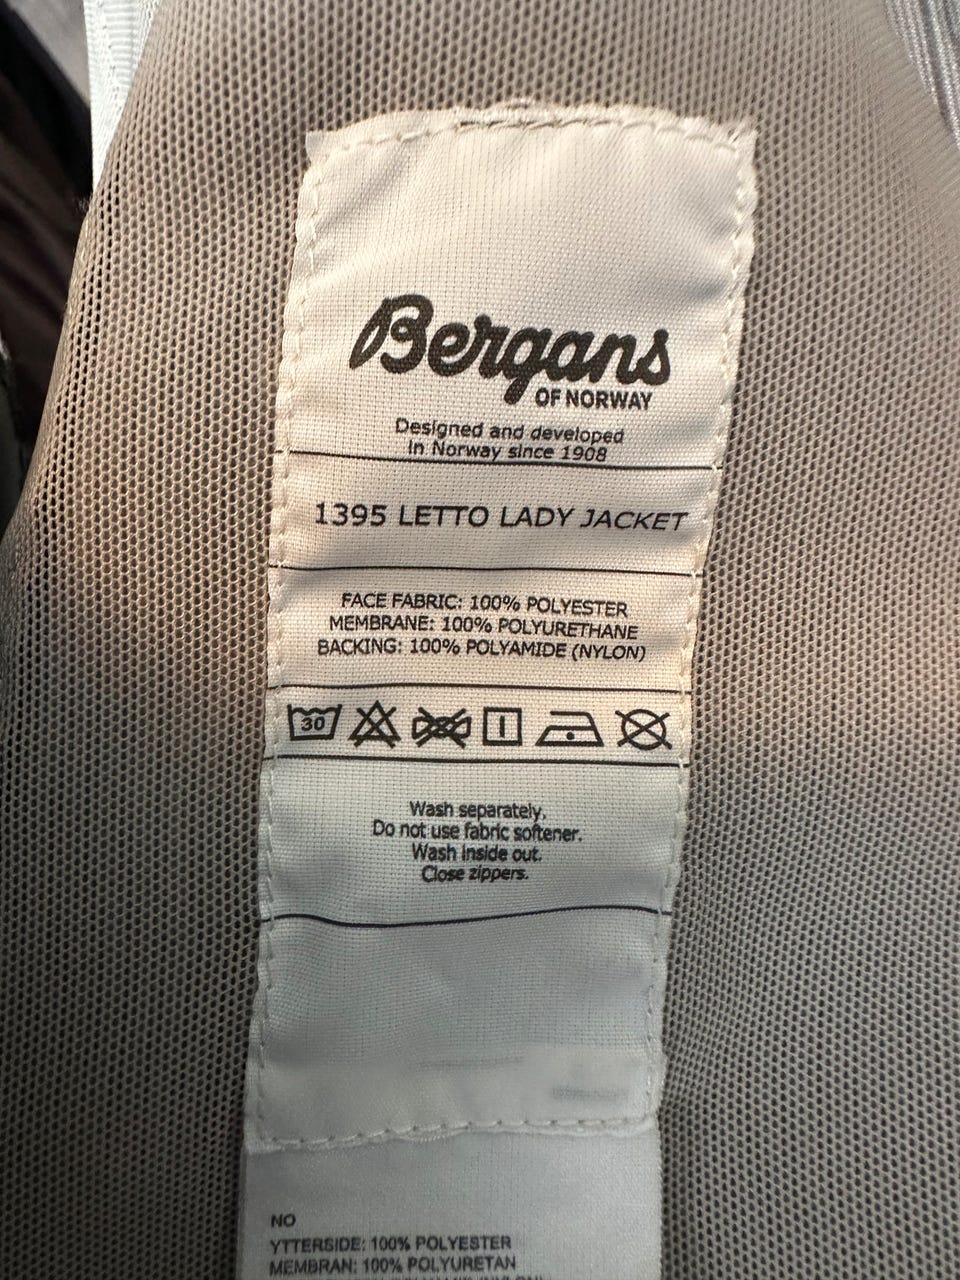 Bergans
OF NORWAY
Designed and developed
in Norway since 1908
1395 LETTO LADY JACKET
FACE FABRIC: 100% POLYESTER
MEMBRANE: 100% POLYURETHANE
BACKING: 100% POLYAMIDE (NYLON)
30
Wash separately.
Do not use fabric softener.
Wash inside out.
Close zippers.
NO
YTTERSIDE: 100% POLYESTER
MEMBRAN: 100% POLYURETAN